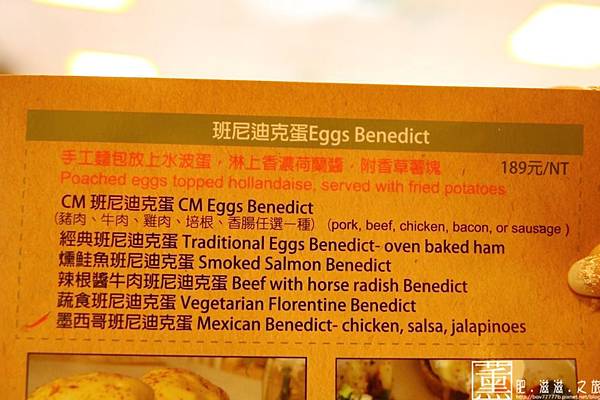 班尼迪克蛋Eggs Benedict
手工麵包放上水波蛋，淋上香濃荷蘭醬，附香草薯塊 189元/NT
Poached eggs topped hollandaise, served with fried potatoes
CM 班尼迪克蛋 CM Eggs Benedict
（豬肉、牛肉、雞肉、培根、香腸任選一種）（pork, beef, chicken, bacon, or sausage )
經典班尼迪克蛋 Traditional Eggs Benedict- oven baked ham
燻鮭魚班尼迪克蛋 Smoked Salmon Benedict
辣根醬牛肉班尼迪克蛋 Beef with horse radish Benedict
蔬食班尼迪克蛋 Vegetarian Florentine Benedict
墨西哥班尼迪克蛋 Mexican Benedict- chicken, salsa, jalapinoes
薰 肥.滋滋.之旅